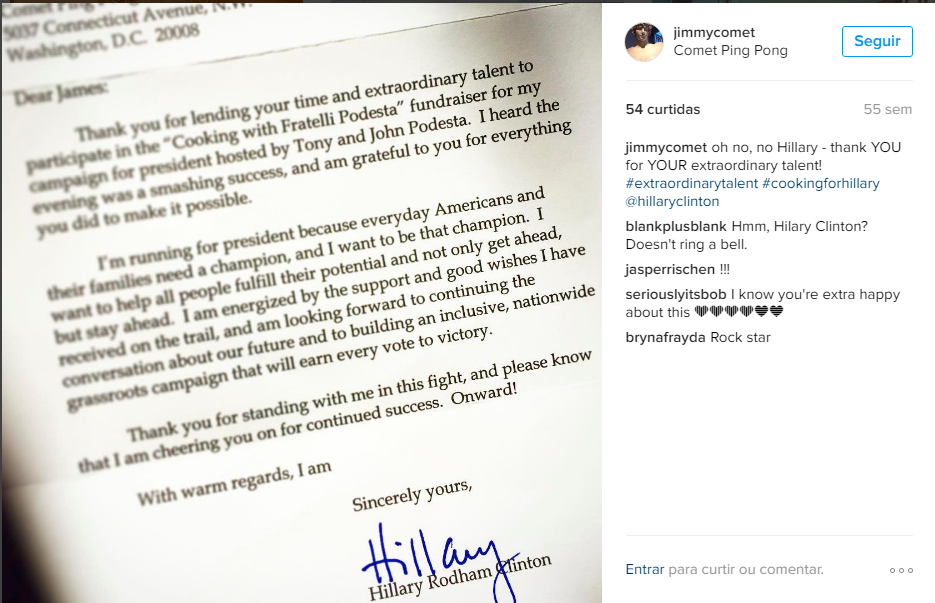 Comet Ping
5037 Connecticut Avenue, N.W.
Washington, D.C. 20008
Dear James:
Thank you for lending your time and extraordinary talent to
participate in the "Cooking with Fratelli Podesta" fundraiser for my
campaign for president hosted by Tony and John Podesta. I heard the
evening was a smashing success, and am grateful to you for everything
you did to make it possible.
I'm running for president because everyday Americans and
their families need a champion, and I want to be that champion. I
want to help all people fulfill their potential and not only get ahead,
but stay ahead. I am energized by the support and good wishes I have
received on the trail, and am looking forward to continuing the
conversation about our future and to building an inclusive, nationwide
grassroots campaign that will earn every vote to victory.
Thank you for standing with me in this fight, and please know
that I am cheering you on for continued success. Onward!
With warm regards, I am
Sincerely yours,
Hillary
Hillary Rodham Clinton
jimmycomet
Comet Ping Pong
Seguir
54 curtidas
55 sem
jimmycomet oh no, no Hillary - thank YOU
for YOUR extraordinary talent!
#extraordinarytalent #cookingforhillary
@hillaryclinton
blankplusblank Hmm, Hilary Clinton?
Doesn't ring a bell.
jasperrischen !!!
seriouslyitsbob I know you're extra happy
about this ♥♥♥♥♥♥
brynafrayda Rock star
Entrar para curtir ou comentar.